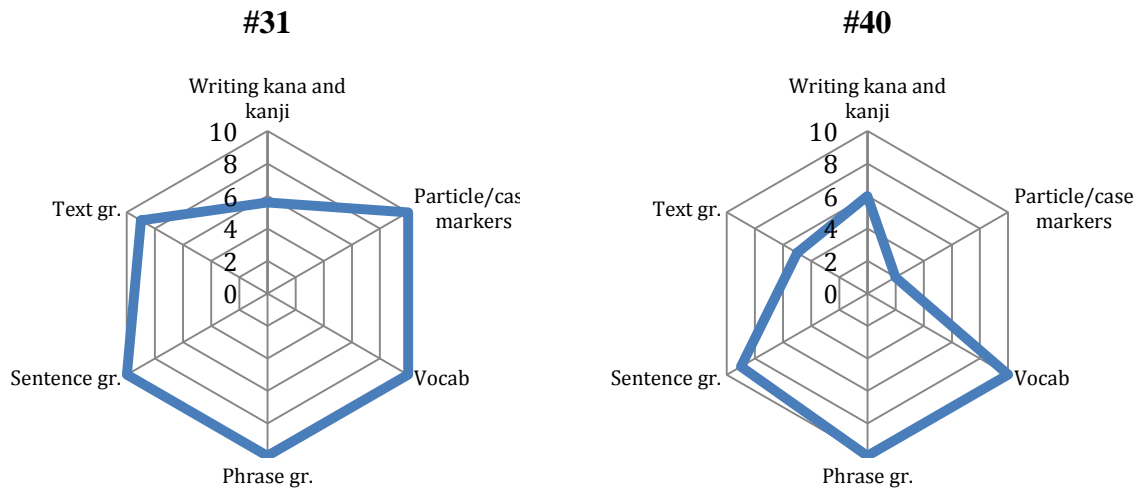 #31
Writing kana and
kanji
10
8
6
4
2
0
Particle/cas
markers
Vocab
Phrase gr.
Sentence gr.
Text gr.
#40
Writing kana and
kanji
10
8
6
4
2
0
Particle/case
markers
Vocab
Phrase gr.
Sentence gr.
Text gr.